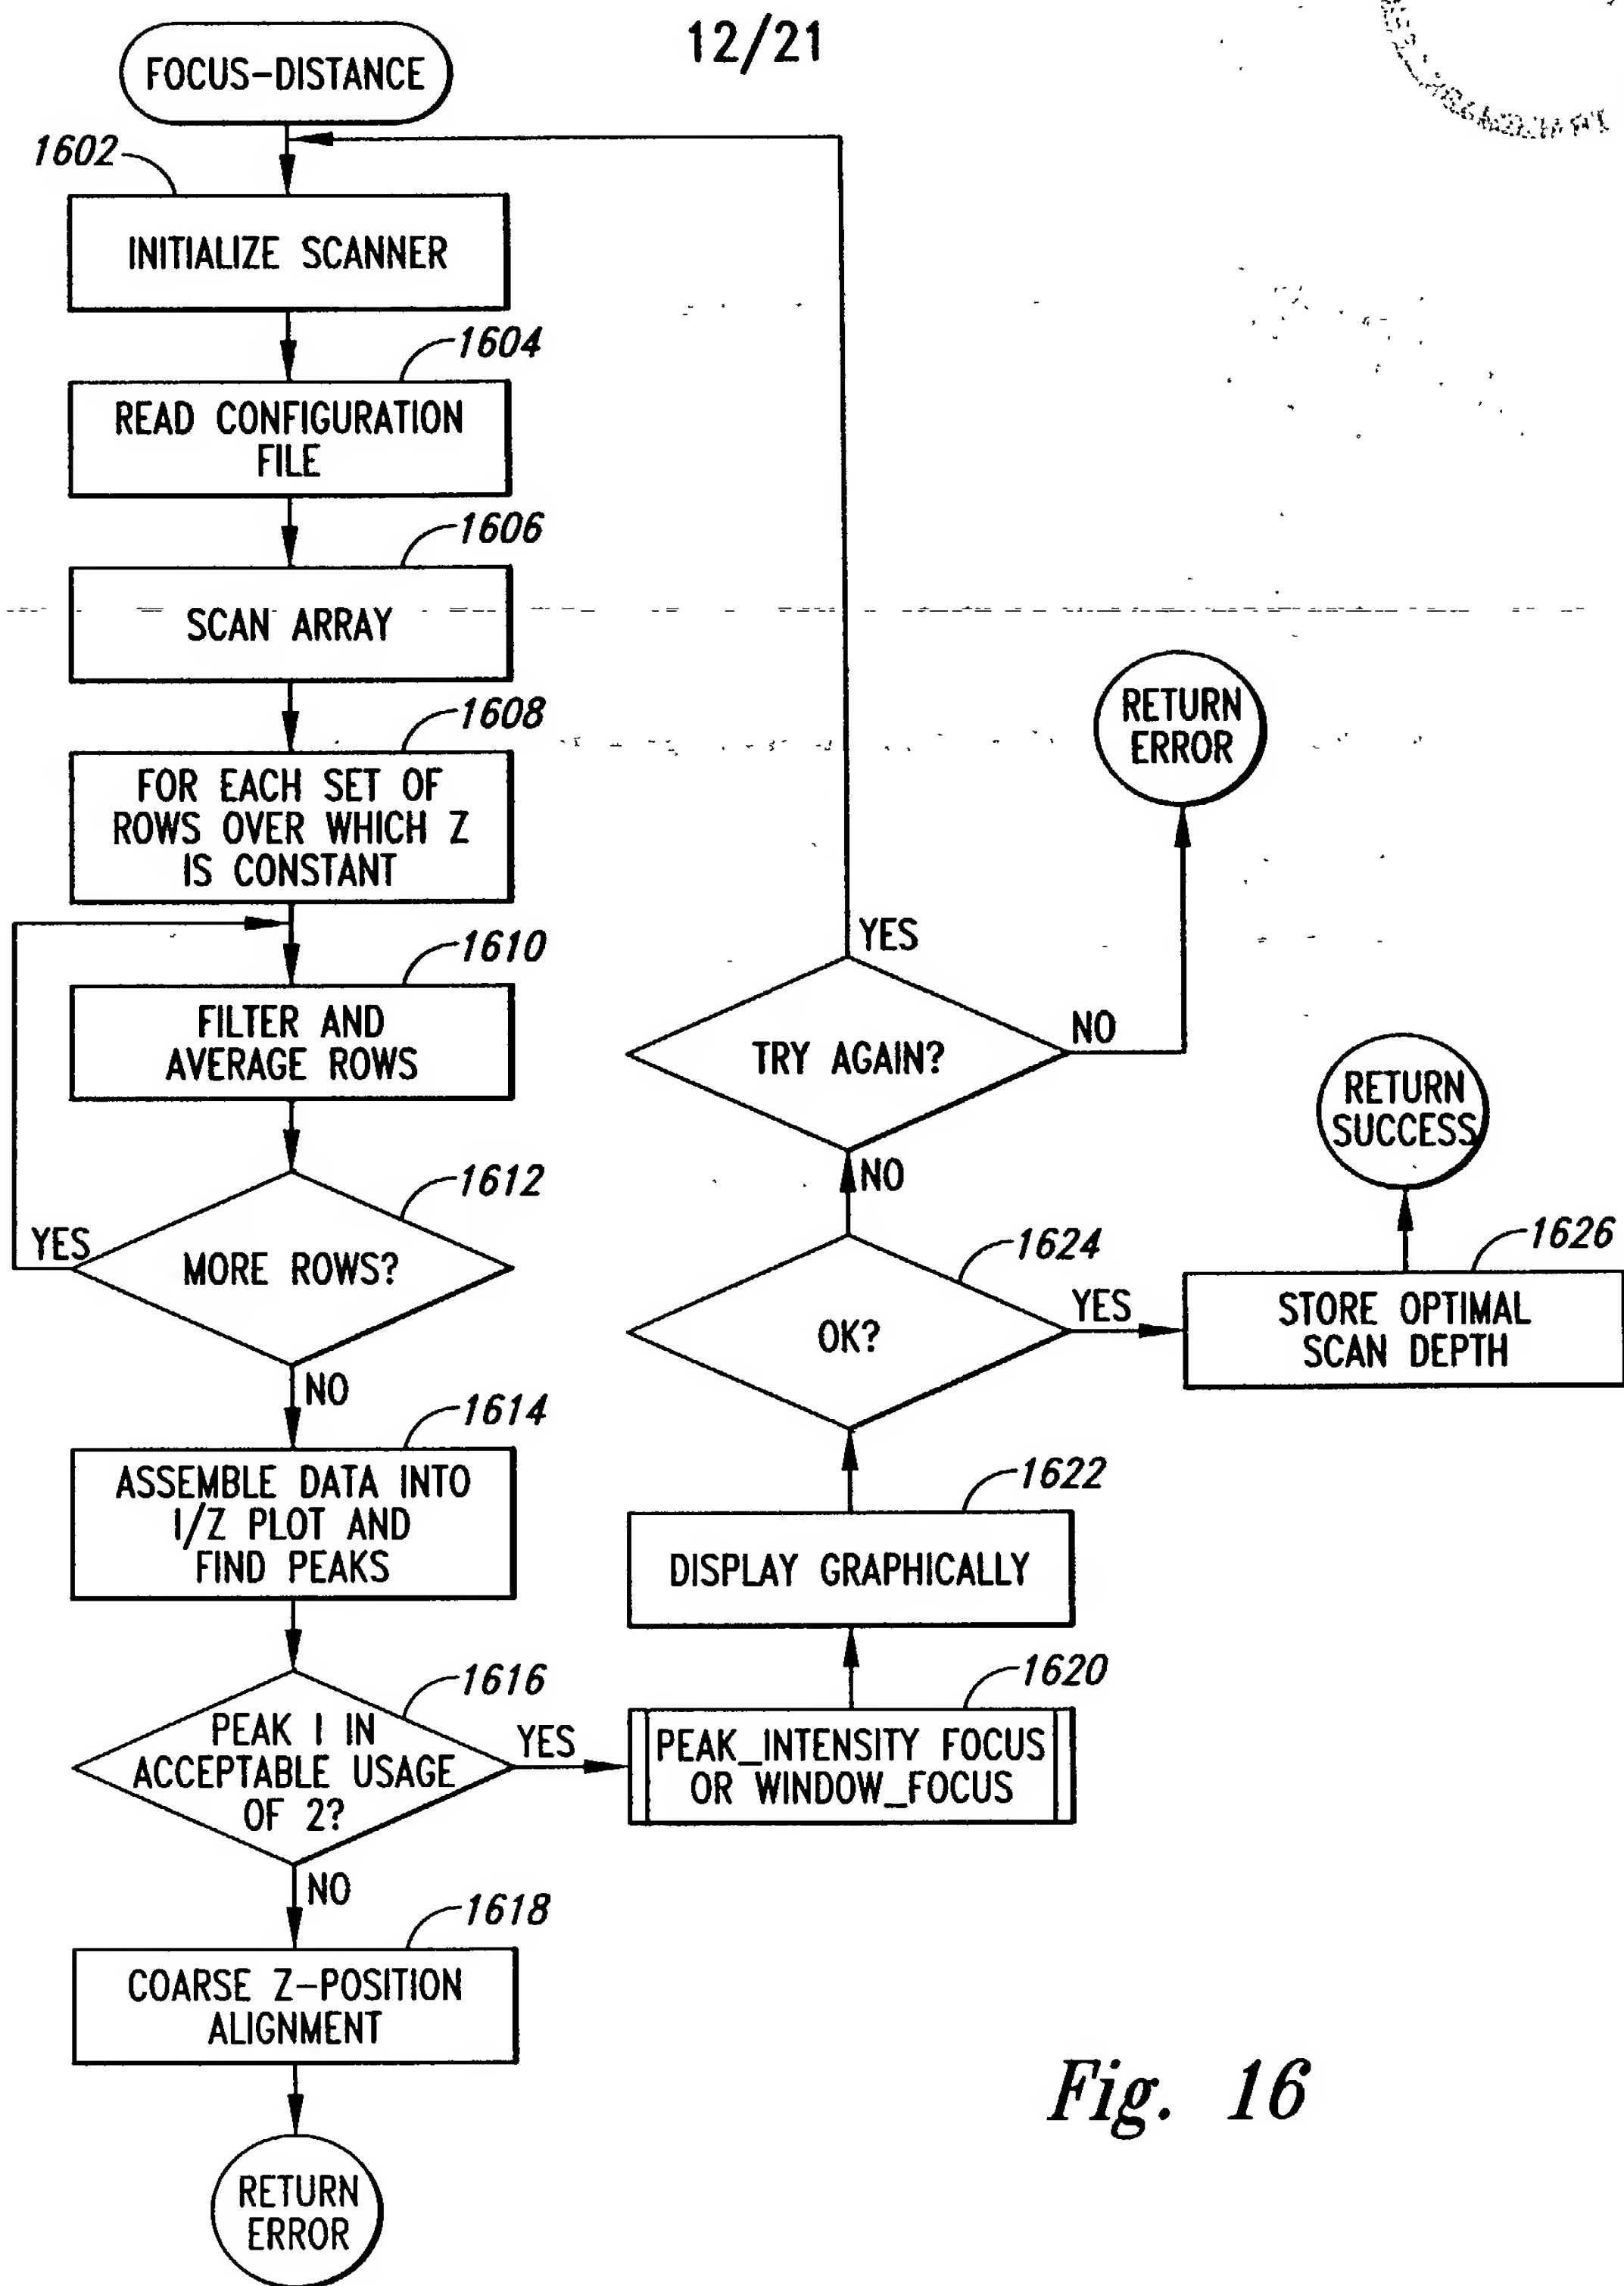 12/21
FOCUS-DISTANCE
1602
INITIALIZE SCANNER
1604
READ CONFIGURATION
FILE
1606
SCAN ARRAY
1608
FOR EACH SET OF
ROWS OVER WHICH Z
IS CONSTANT
1610
FILTER AND
AVERAGE ROWS
1612
YES
MORE ROWS?
NO
1614
ASSEMBLE DATA INTO
I/Z PLOT AND
FIND PEAKS
1616
PEAK I IN
ACCEPTABLE USAGE
OF 2?
YES
NO
1618
COARSE Z-POSITION
ALIGNMENT
RETURN
ERROR
1620
PEAK_INTENSITY FOCUS
OR WINDOW_FOCUS
1622
DISPLAY GRAPHICALLY
1624
OK?
YES
NO
1626
STORE OPTIMAL
SCAN DEPTH
RETURN
SUCCESS
TRY AGAIN?
YES
NO
RETURN
ERROR
Fig. 16